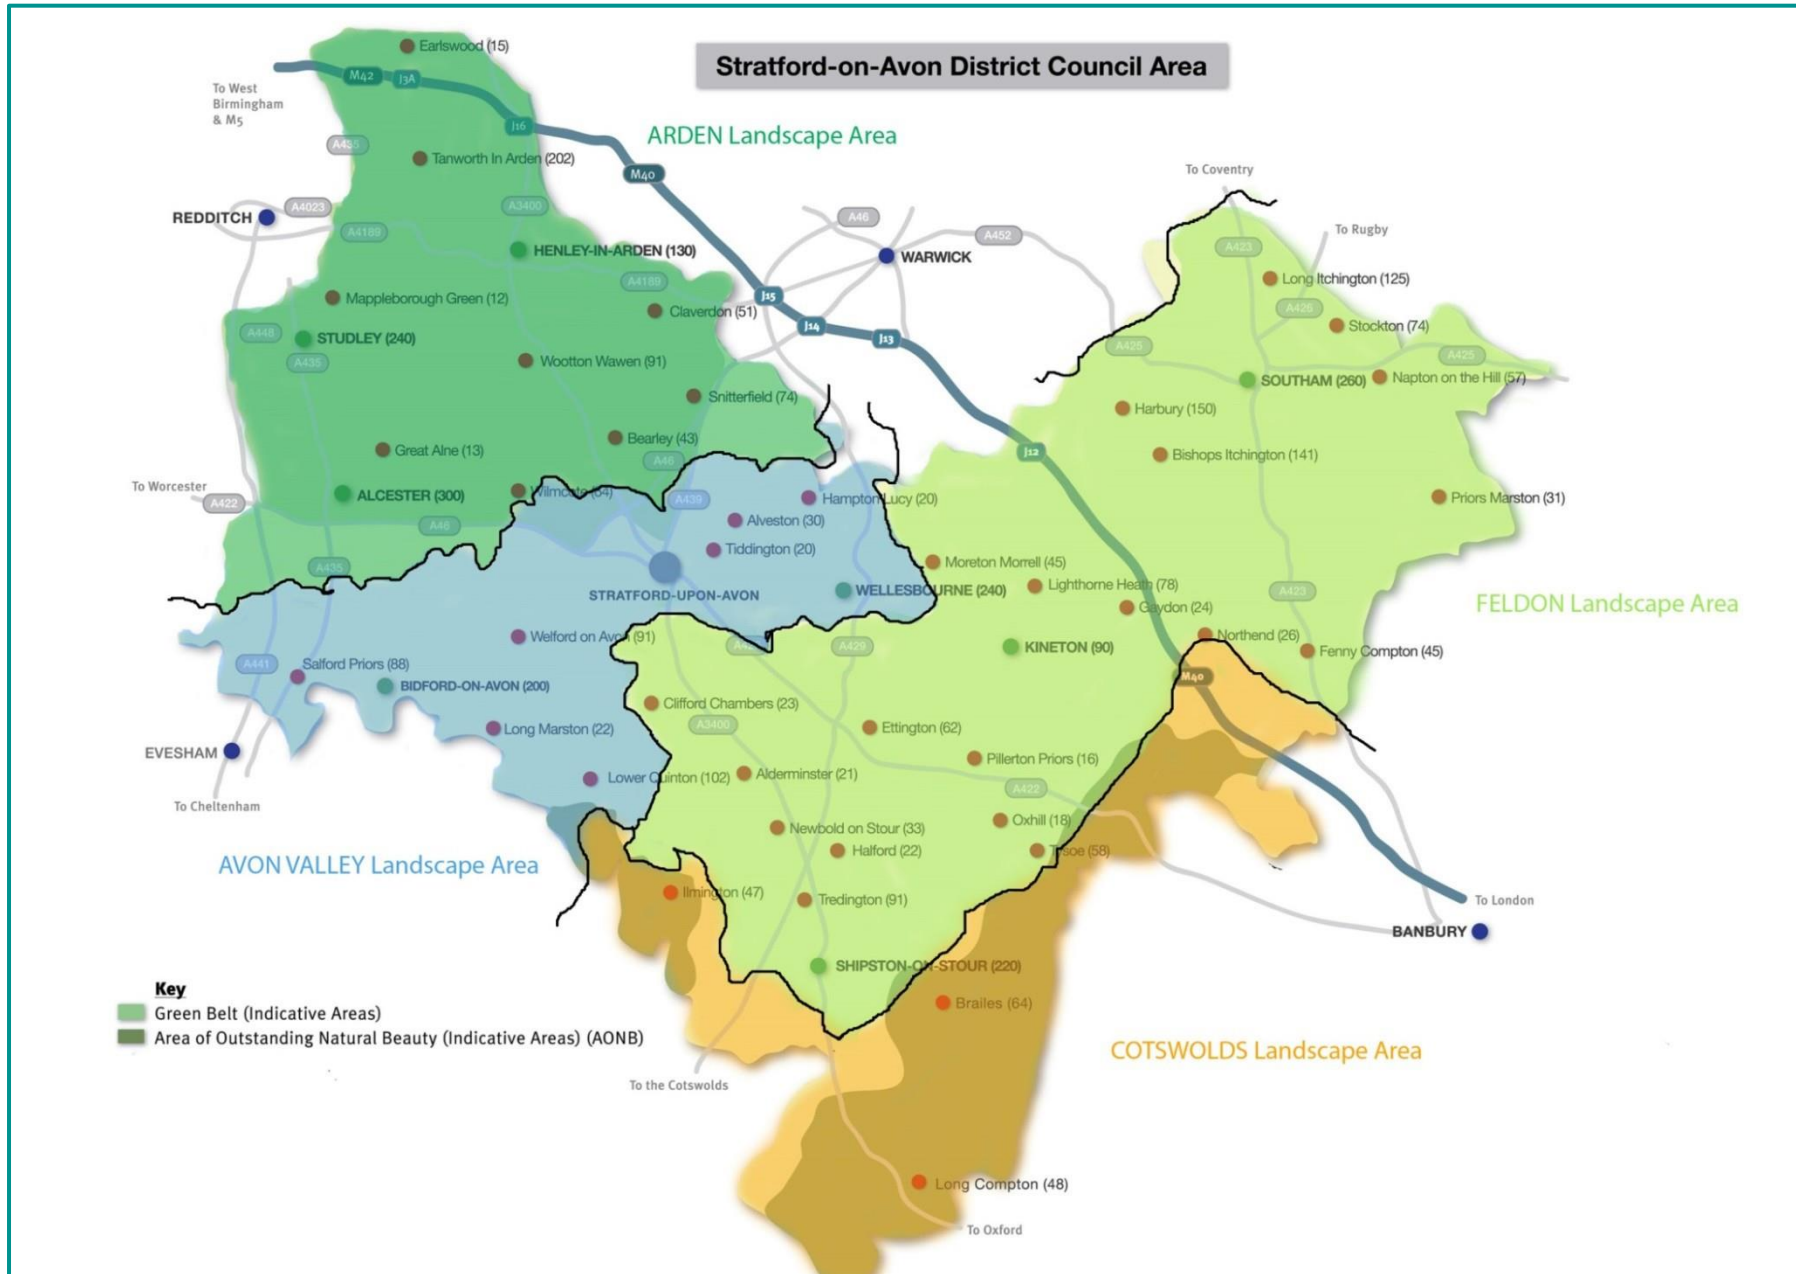 Stratford-on-Avon District Council Area
Earlswood (15)
M42
J3A
To West
Birmingham
& M5
J16
ARDEN Landscape Area
A435
Tanworth In Arden (202)
M40
To Coventry
REDDITCH
A4023
A3400
A46
A4189
A452
To Rugby
A423
HENLEY-IN-ARDEN (130)
WARWICK
A4189
Long Itchington (125)
Mappleborough Green (12)
J15
Claverdon (51)
A426
J14
Stockton (74)
A448
STUDLEY (240)
J13
A425
A425
A435
Wootton Wawen (91)
SOUTHAM (260)
Napton on the Hill (57)
Snitterfield (74)
Harbury (150)
Bearley (43)
Great Alne (13)
J12
Bishops Itchington (141)
A46
To Worcester
Wilmcote (64)
ALCESTER (300)
A439
Hampton Lucy (20)
Priors Marston (31)
A422
A46
Alveston (30)
Tiddington (20)
Moreton Morrell (45)
A435
Lighthorne Heath (78)
STRATFORD-UPON-AVON
WELLESBOURNE (240)
A423
Gaydon (24)
FELDON Landscape Area
Welford on Avon (91)
Northend (26)
A429
KINETON (90)
Fenny Compton (45)
A441
Salford Priors (88)
M40
BIDFORD-ON-AVON (200)
Clifford Chambers (23)
Long Marston (22)
A3400
Ettington (62)
EVESHAM
Pillerton Priors (16)
Lower Quinton (102)
Alderminster (21)
A422
To Cheltenham
Oxhill (18)
Newbold on Stour (33)
Halford (22)
Tysoe (58)
AVON VALLEY Landscape Area
Ilmington (47)
Tredington (91)
To London
BANBURY
SHIPSTON-ON-STOUR (220)
Key
Brailes (64)
Green Belt (Indicative Areas)
Area of Outstanding Natural Beauty (Indicative Areas) (AONB)
COTSWOLDS Landscape Area
To the Cotswolds
Long Compton (48)
To Oxford